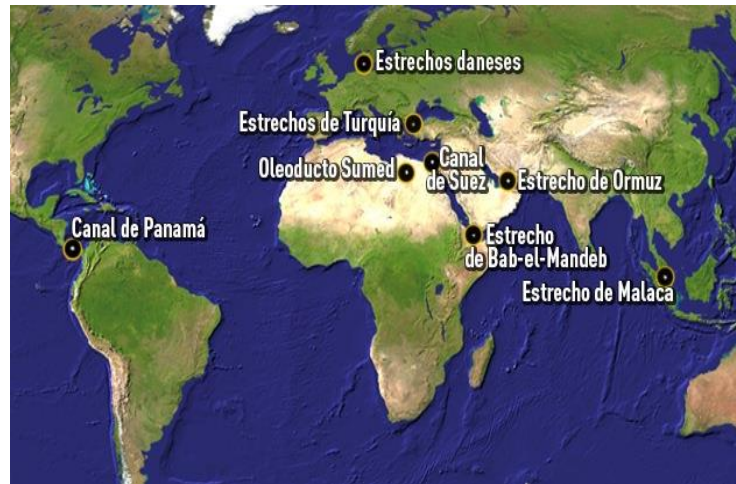 Estrechos daneses
Estrechos de Turquía
Oleoducto Sumed
Canal
de Suez
Estrecho de Ormuz
Canal de Panamá
Estrecho
de Bab-el-Mandeb
Estrecho de Malaca